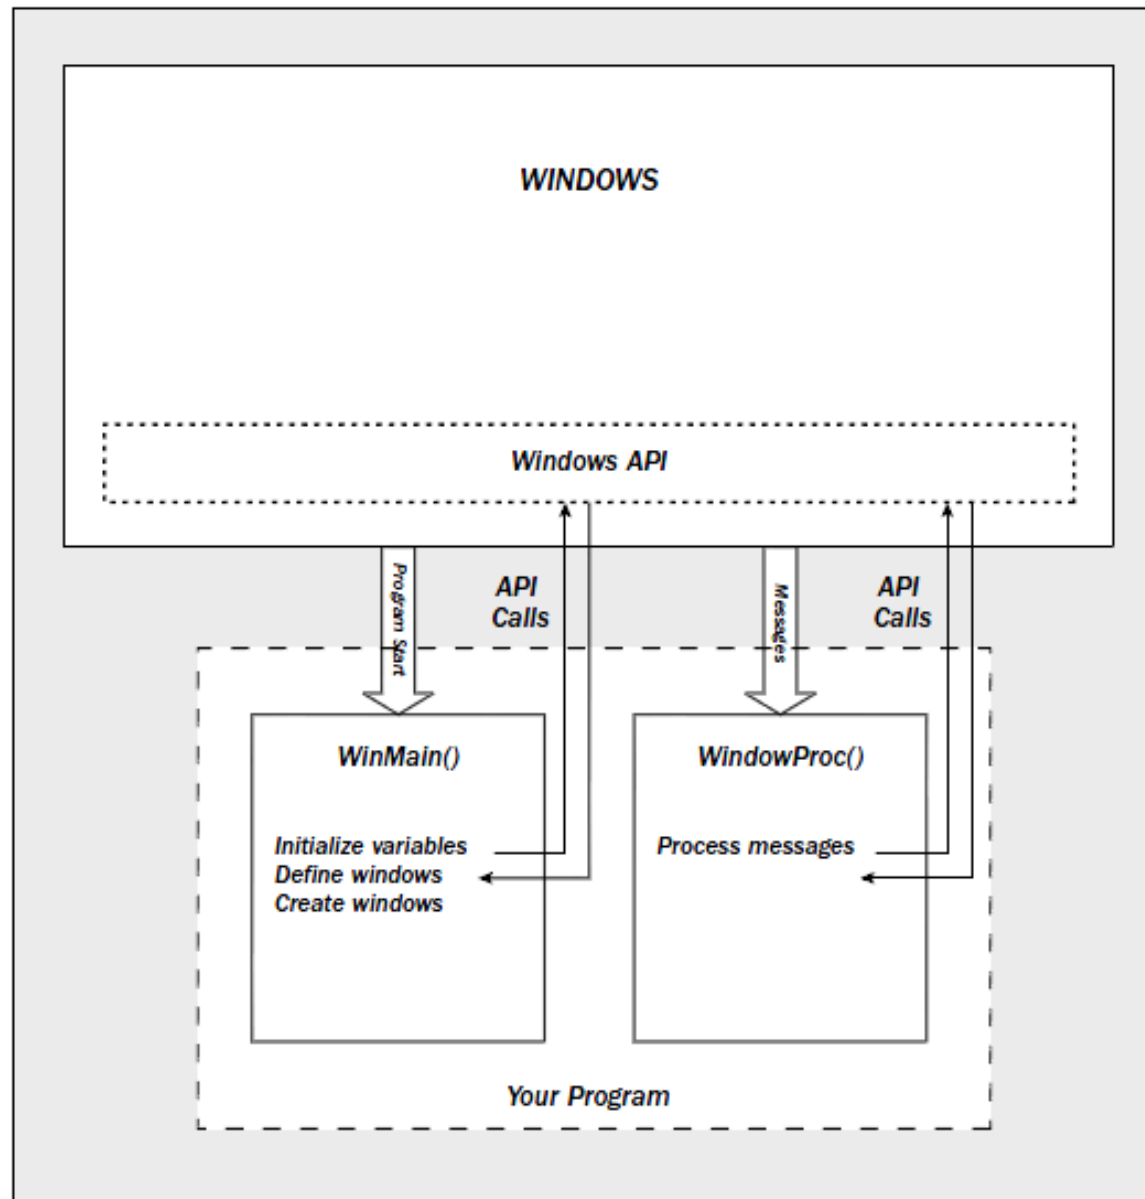 WINDOWS
Windows API
Program Start
API
Calls
Messages
API
Calls
WinMain()
Initialize variables
Define windows
Create windows
WindowProc()
Process messages
Your Program